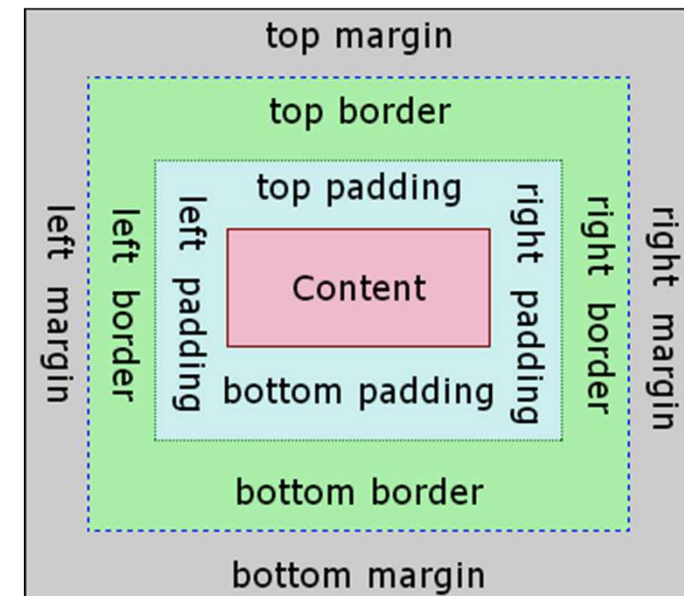 top margin
top border
top padding
left margin
left border
left padding
Content
right padding
right border
right margin
bottom padding
bottom border
bottom margin